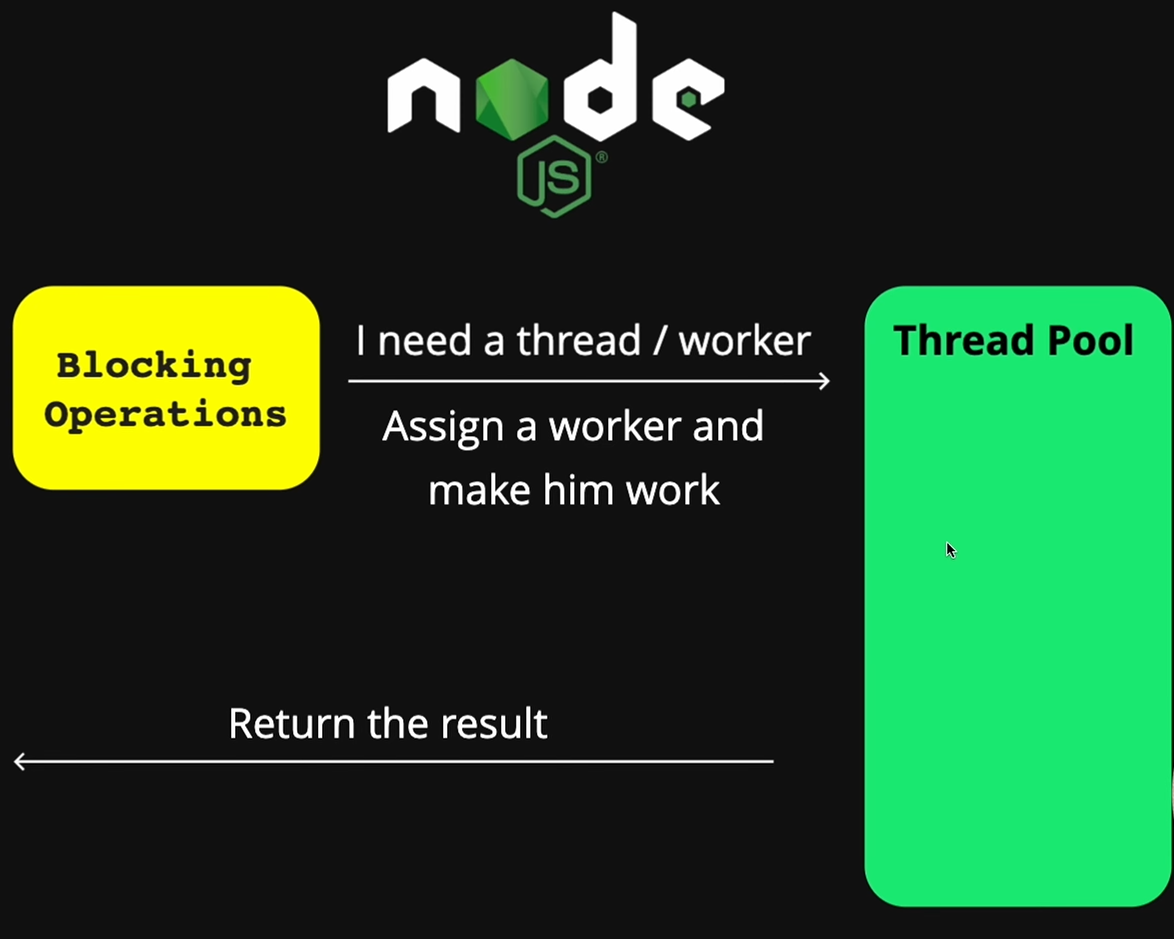 node
JS®
Blocking
Operations
I need a thread / worker
Assign a worker and
make him work
Thread Pool
Return the result